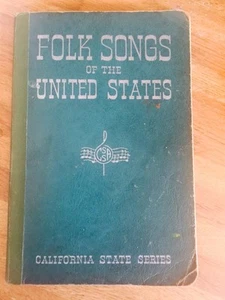 FOLK SONGS
OF THE
UNITED STATES
CALIFORNIA STATE SERIES